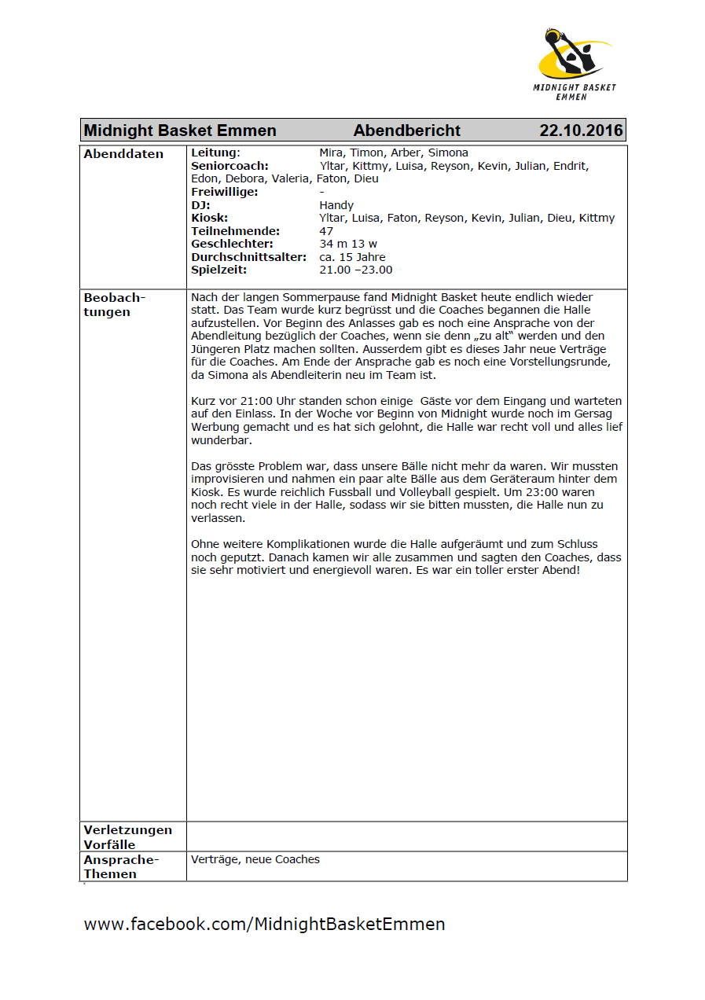 MIDNIGHT BASKET
EMMEN
Midnight Basket Emmen Abendbericht 22.10.2016
Abenddaten
Leitung: Mira, Timon, Arber, Simona
Seniorcoach: Yltar, Kittmy, Luisa, Reyson, Kevin, Julian, Endrit,
Edon, Debora, Valeria, Faton, Dieu
Freiwillige: -
DJ: Handy
Kiosk: Yltar, Luisa, Faton, Reyson, Kevin, Julian, Dieu, Kittmy
Teilnehmende: 47
Geschlechter: 34 m 13 w
Durchschnittsalter: ca. 15 Jahre
Spielzeit: 21.00 –23.00
Beobach-
tungen
Nach der langen Sommerpause fand Midnight Basket heute endlich wieder
statt. Das Team wurde kurz begrüsst und die Coaches begannen die Halle
aufzustellen. Vor Beginn des Anlasses gab es noch eine Ansprache von der
Abendleitung bezüglich der Coaches, wenn sie denn „zu alt“ werden und den
Jüngeren Platz machen sollten. Ausserdem gibt es dieses Jahr neue Verträge
für die Coaches. Am Ende der Ansprache gab es noch eine Vorstellungsrunde,
da Simona als Abendleiterin neu im Team ist.
Kurz vor 21:00 Uhr standen schon einige  Gäste vor dem Eingang und warteten
auf den Einlass. In der Woche vor Beginn von Midnight wurde noch im Gersag
Werbung gemacht und es hat sich gelohnt, die Halle war recht voll und alles lief
wunderbar.
Das grösste Problem war, dass unsere Bälle nicht mehr da waren. Wir mussten
improvisieren und nahmen ein paar alte Bälle aus dem Geräteraum hinter dem
Kiosk. Es wurde reichlich Fussball und Volleyball gespielt. Um 23:00 waren
noch recht viele in der Halle, sodass wir sie bitten mussten, die Halle nun zu
verlassen.
Ohne weitere Komplikationen wurde die Halle aufgeräumt und zum Schluss
noch geputzt. Danach kamen wir alle zusammen und sagten den Coaches, dass
sie sehr motiviert und energievoll waren. Es war ein toller erster Abend!
Verletzungen
Vorfälle
Ansprache-
Themen
Verträge, neue Coaches
www.facebook.com/MidnightBasketEmmen